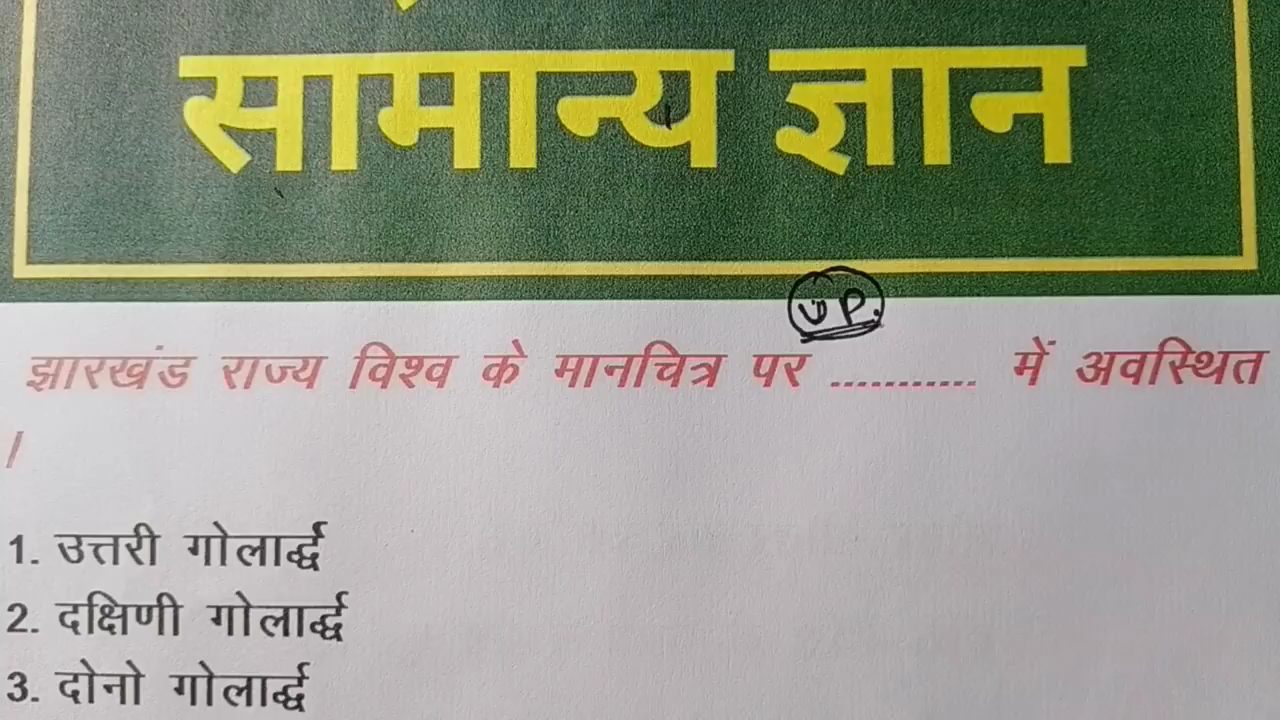 सामान्य ज्ञान
UP.
झारखंड राज्य विश्व के मानचित्र पर ........... में अवस्थित
।
1. उत्तरी गोलार्द्ध
2. दक्षिणी गोलार्द्ध
3. दोनो गोलार्द्ध